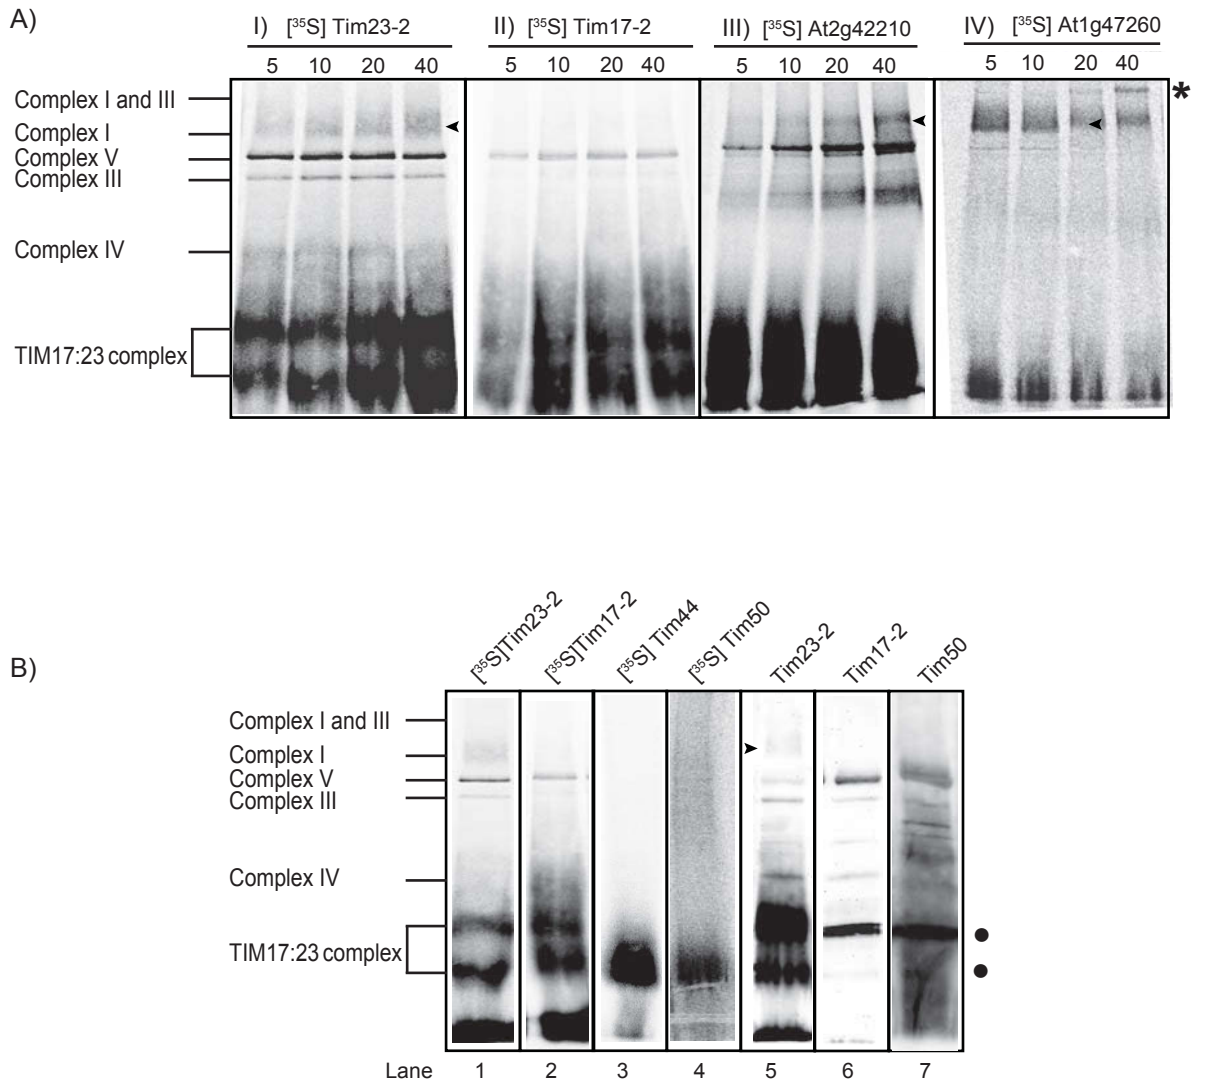 A)
I) [³⁵S] Tim23-2 II) [³⁵S] Tim17-2 III) [³⁵S] At2g42210 IV) [³⁵S] At1g47260
5 10 20 40 5 10 20 40 5 10 20 40 5 10 20 40
Complex I and III *
Complex I
Complex V
Complex III
Complex IV
TIM17:23 complex
B)
[³⁵S]Tim23-2 [³⁵S]Tim17-2 [³⁵S] Tim44 [³⁵S] Tim50 Tim23-2 Tim17-2 Tim50
Complex I and III
Complex I
Complex V
Complex III
Complex IV
TIM17:23 complex
Lane 1 2 3 4 5 6 7